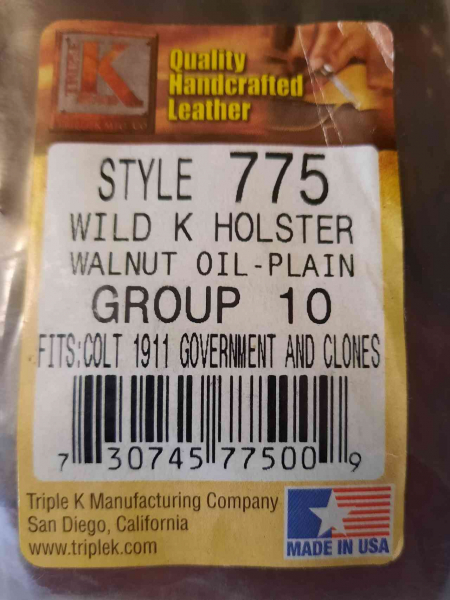 TRIPLE K
Quality
Handcrafted
Leather
STYLE 775
WILD K HOLSTER
WALNUT OIL-PLAIN
GROUP 10
FITS:COLT 1911 GOVERNMENT AND CLONES
7 30745 77500 9
Triple K Manufacturing Company
San Diego, California
www.triplek.com
MADE IN USA